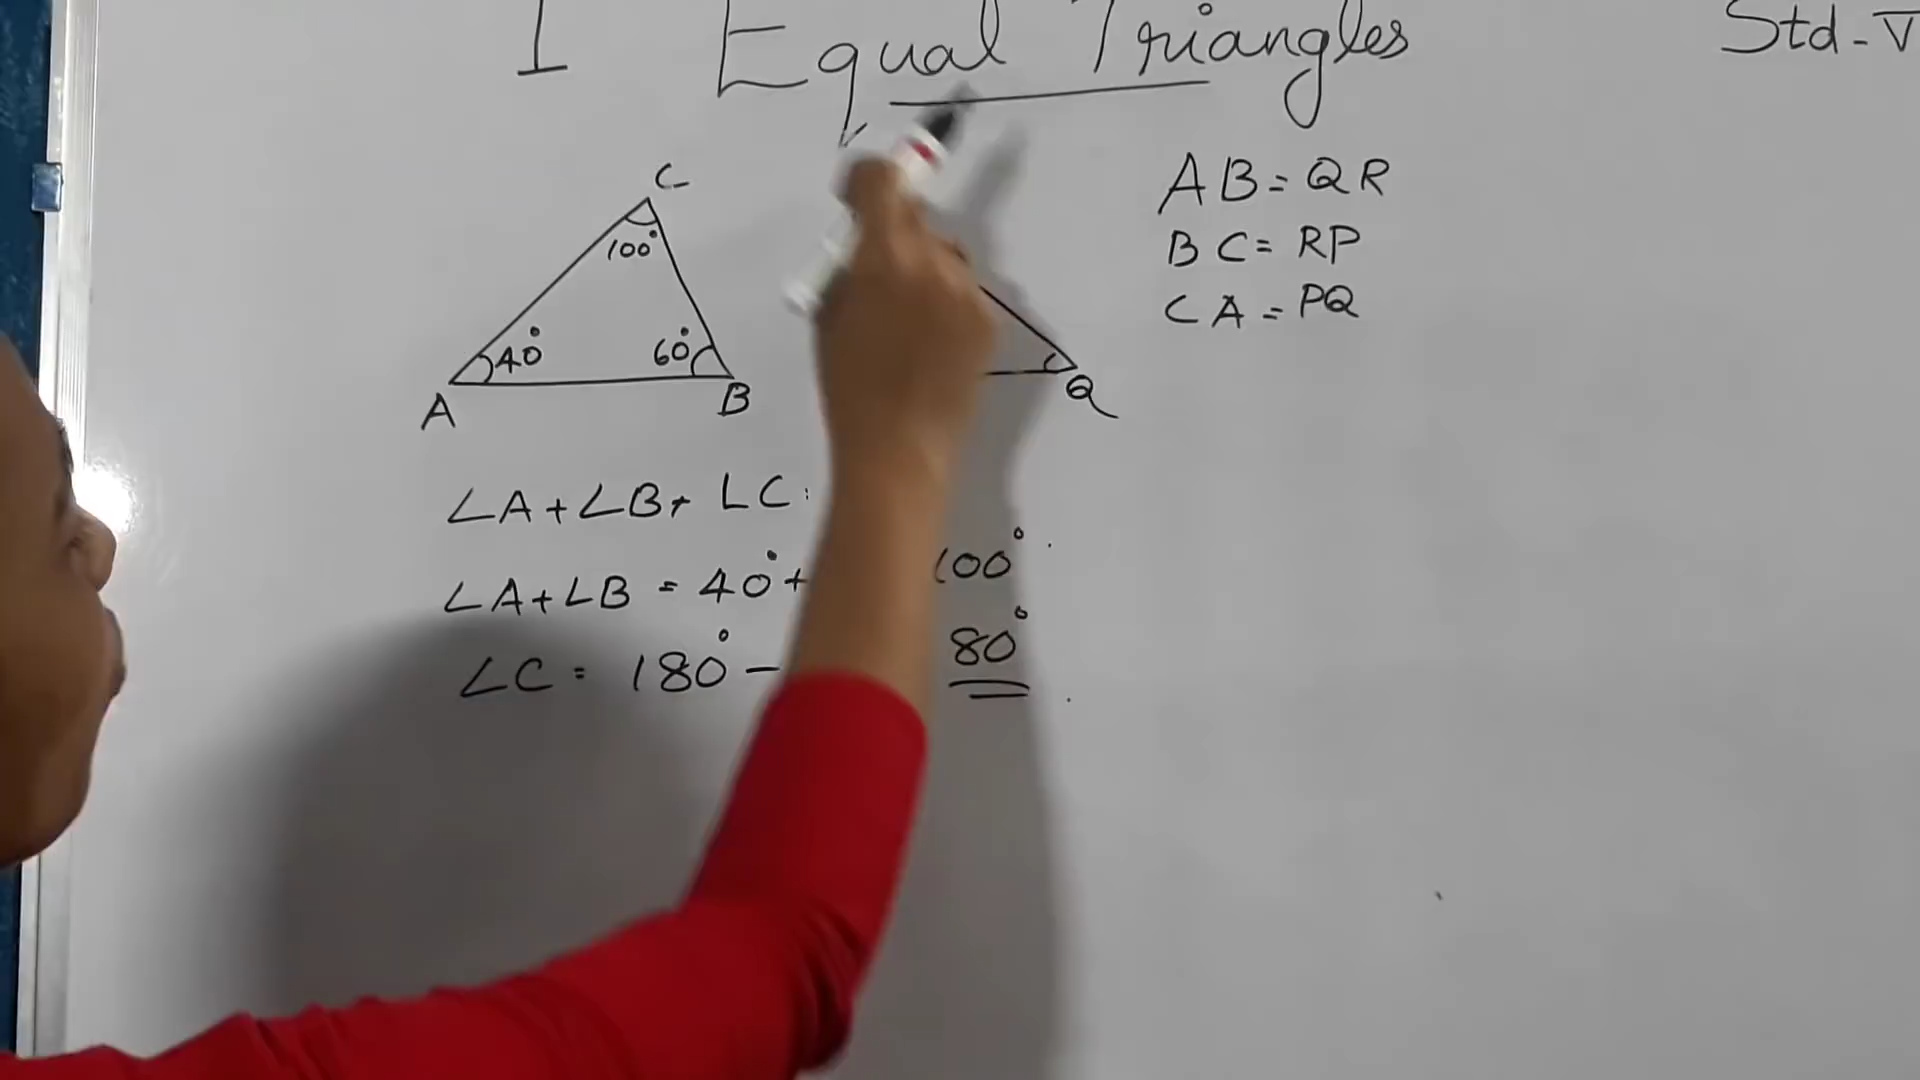 I Equal Triangles Std-V
C
100°
40° 60°
A B
Q
AB = QR
BC = RP
CA = PQ
∠A+∠B+ ∠C
∠A+∠B = 40°+ 100°
∠C = 180° - 80°